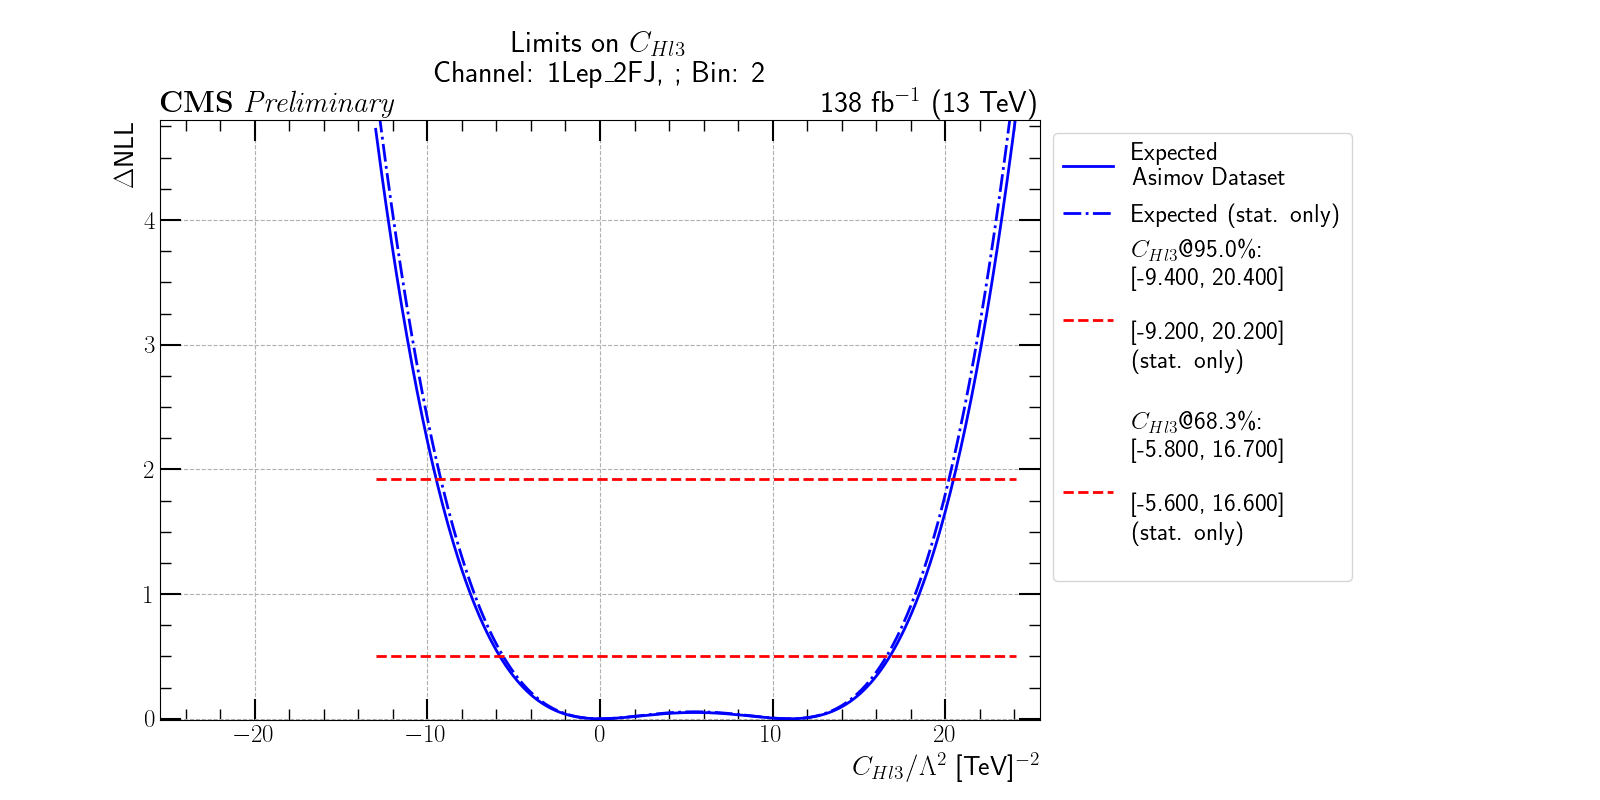 Limits on C_{Hl3}
Channel: 1Lep_2FJ, ; Bin: 2
CMS Preliminary
138 fb⁻¹ (13 TeV)
ΔNLL
4
3
2
1
0
−20
−10
0
10
20
C_{Hl3}/Λ² [TeV]⁻²
Expected
Asimov Dataset
Expected (stat. only)
C_{Hl3}@95.0%:
[-9.400, 20.400]
[-9.200, 20.200]
(stat. only)
C_{Hl3}@68.3%:
[-5.800, 16.700]
[-5.600, 16.600]
(stat. only)